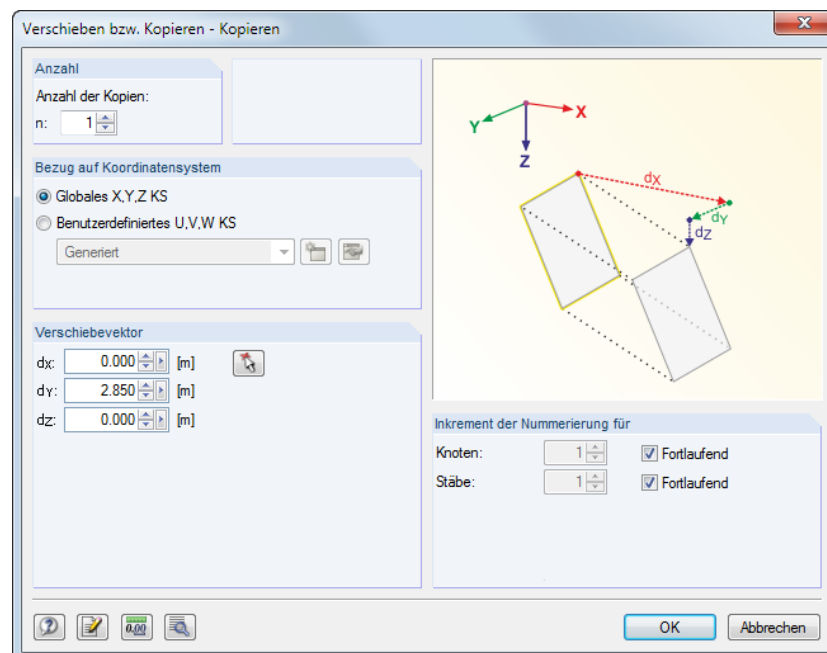 Verschieben bzw. Kopieren - Kopieren
Anzahl
Anzahl der Kopien:
n: 1
Bezug auf Koordinatensystem
Globales X,Y,Z KS
Benutzerdefiniertes U,V,W KS
Generiert
Verschiebevektor
dX: 0.000 [m]
dY: 2.850 [m]
dZ: 0.000 [m]
X
Y
Z
dX
dY
dZ
Inkrement der Nummerierung für
Knoten: 1 Fortlaufend
Stäbe: 1 Fortlaufend
0.00
OK Abbrechen